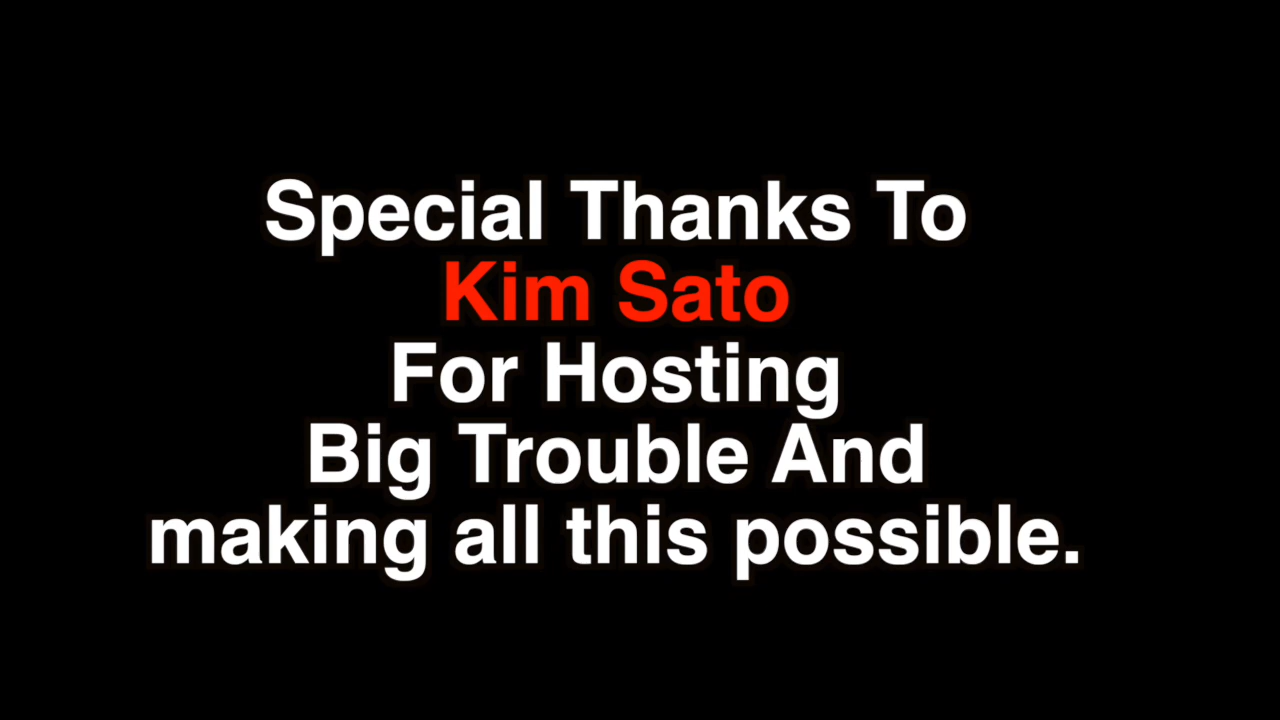 Special Thanks To
Kim Sato
For Hosting
Big Trouble And
making all this possible.